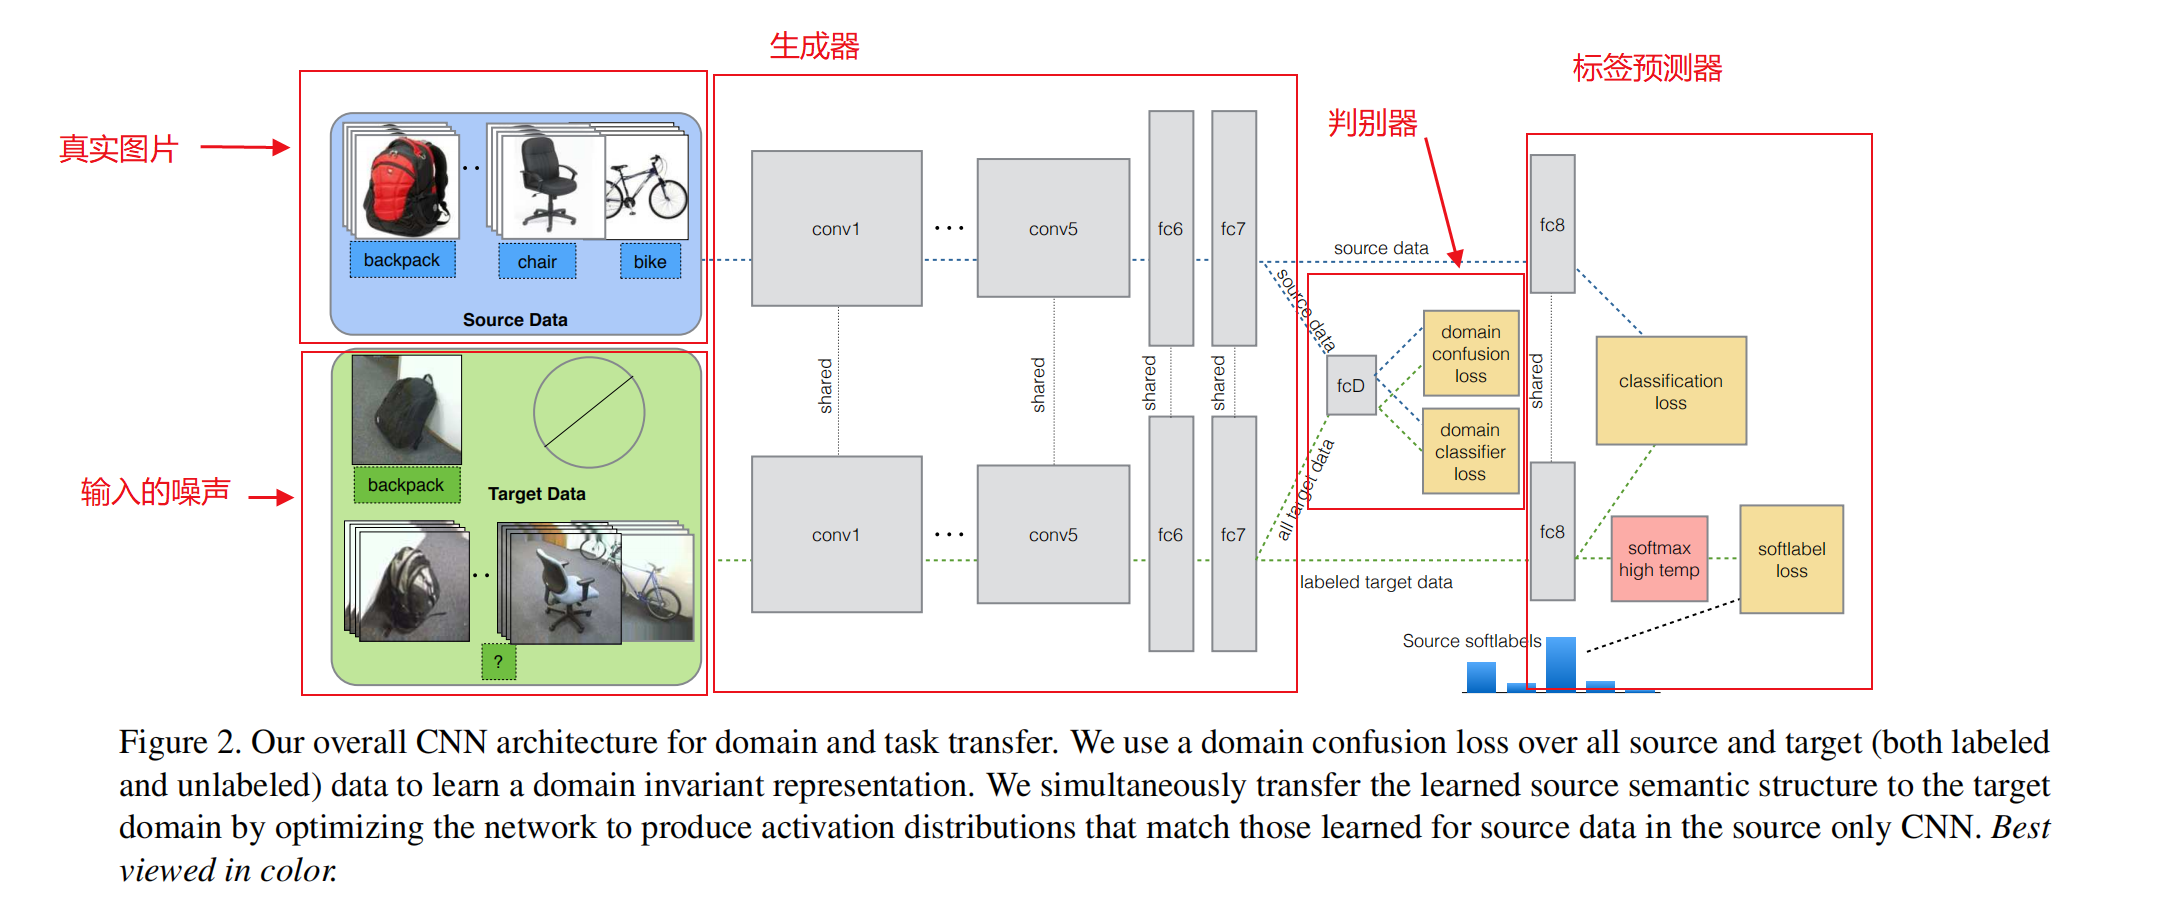 生成器
标签预测器
判别器
真实图片
backpack
chair
bike
Source Data
conv1
conv5
fc6
fc7
source data
fc8
source data
domain
confusion
loss
fcD
domain
classifier
loss
classification
loss
shared
shared
shared
shared
shared
输入的噪声
backpack
Target Data
?
conv1
conv5
fc6
fc7
all target data
labeled target data
fc8
softmax
high temp
softlabel
loss
Source softlabels
Figure 2. Our overall CNN architecture for domain and task transfer. We use a domain confusion loss over all source and target (both labeled
and unlabeled) data to learn a domain invariant representation. We simultaneously transfer the learned source semantic structure to the target
domain by optimizing the network to produce activation distributions that match those learned for source data in the source only CNN. Best
viewed in color.